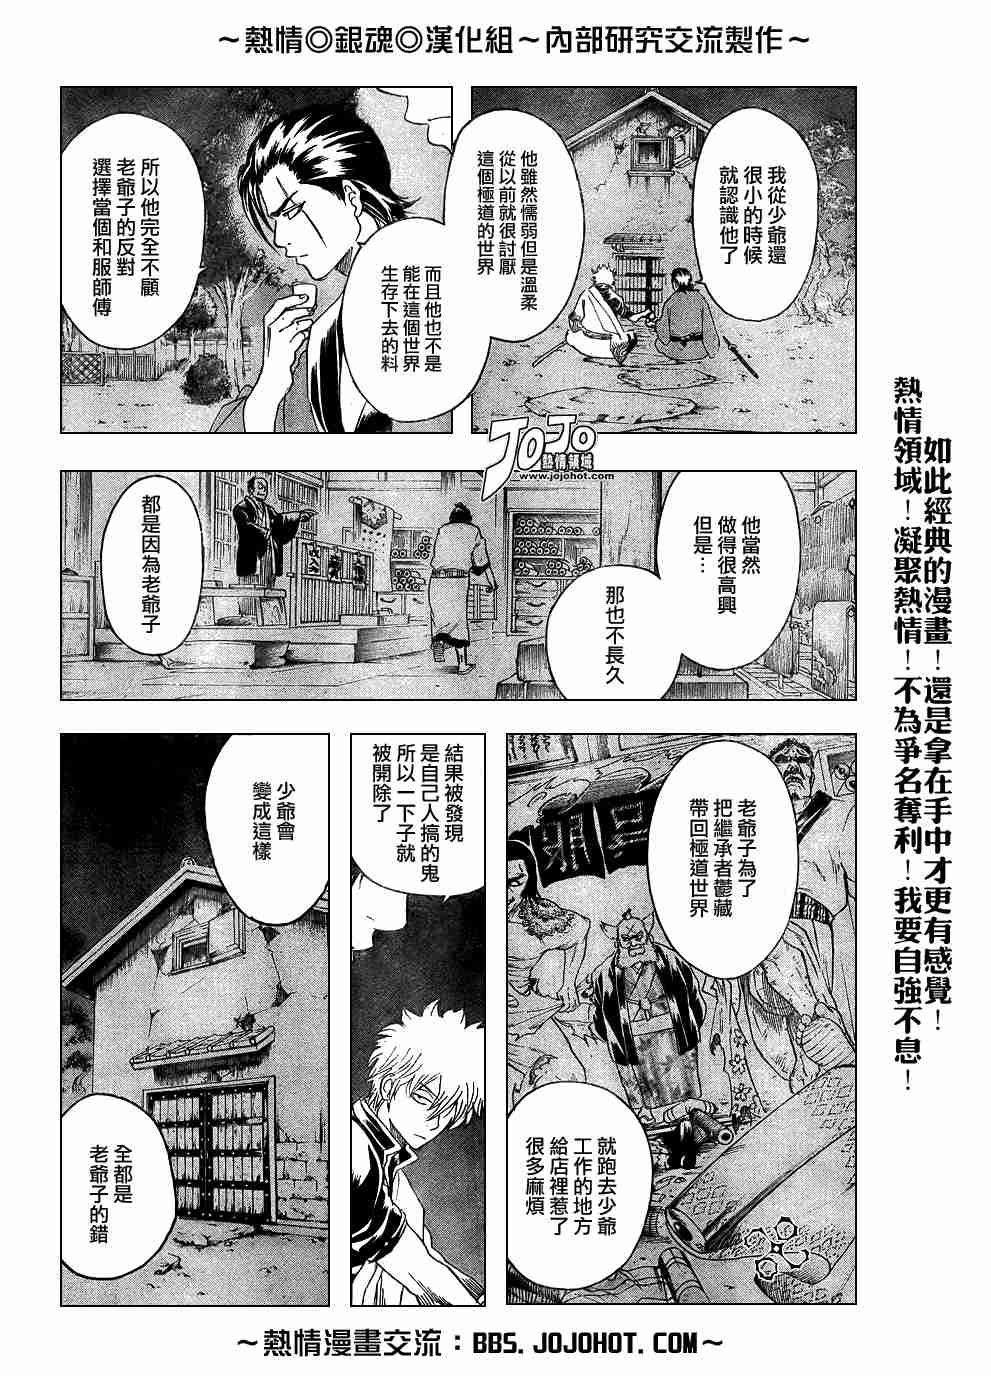 ～熱情◎銀魂◎漢化組～內部研究交流製作～
我從少爺還
很小的時候
就認識他了
他雖然懦弱但是溫柔
從以前就很討厭
這個極道的世界
而且他也不是
能在這個世界
生存下去的料
所以他完全不顧
老爺子的反對
選擇當個和服師傅
JOJO
熱情領域
www.jojohot.com
他當然
做得很高興
但是…
那也不長久
都是因為老爺子
老爺子為了
把繼承者鬱藏
帶回極道世界
就跑去少爺
工作的地方
給店裡惹了
很多麻煩
結果被發現
是自己人搞的鬼
所以一下子就
被開除了
少爺會
變成這樣
全都是
老爺子的錯
如此經典的漫畫！還是拿在手中才更有感覺！
熱情領域！凝聚熱情！不為爭名奪利！我要自強不息！
～熱情漫畫交流：BBS.JOJOHOT.COM～